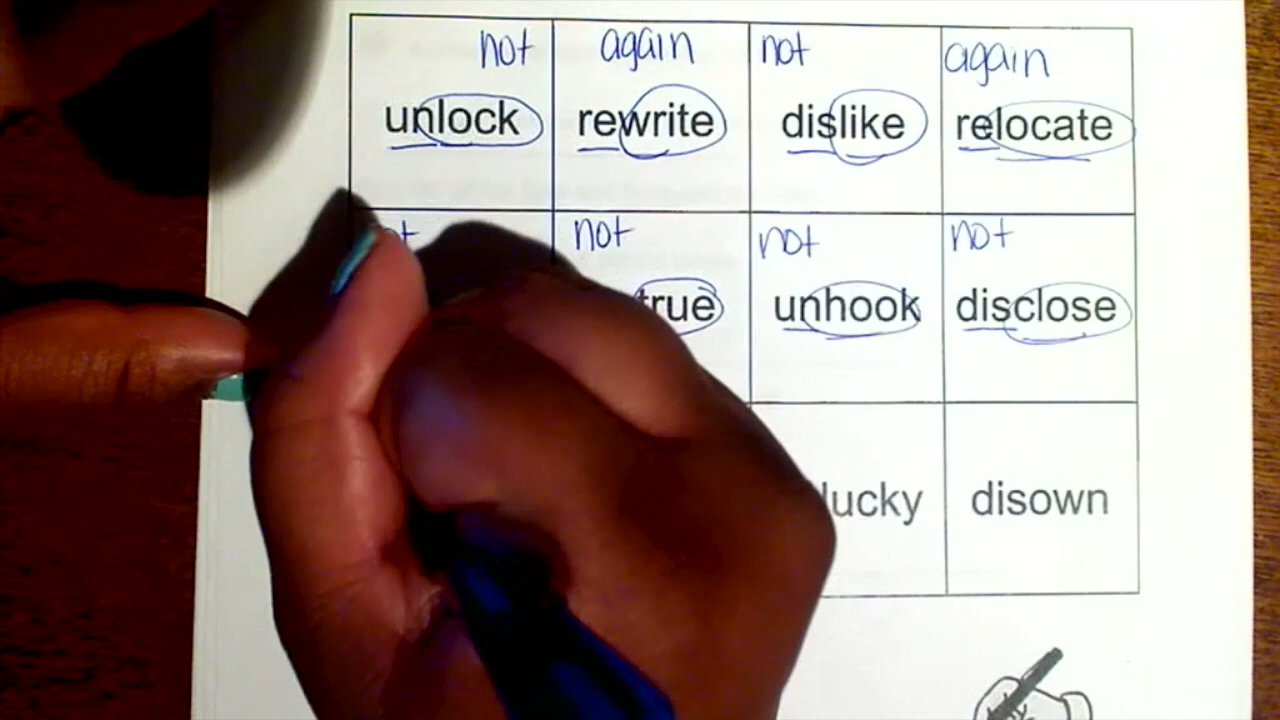 not again not again
unlock rewrite dislike relocate
not not not
true unhook disclose
lucky disown